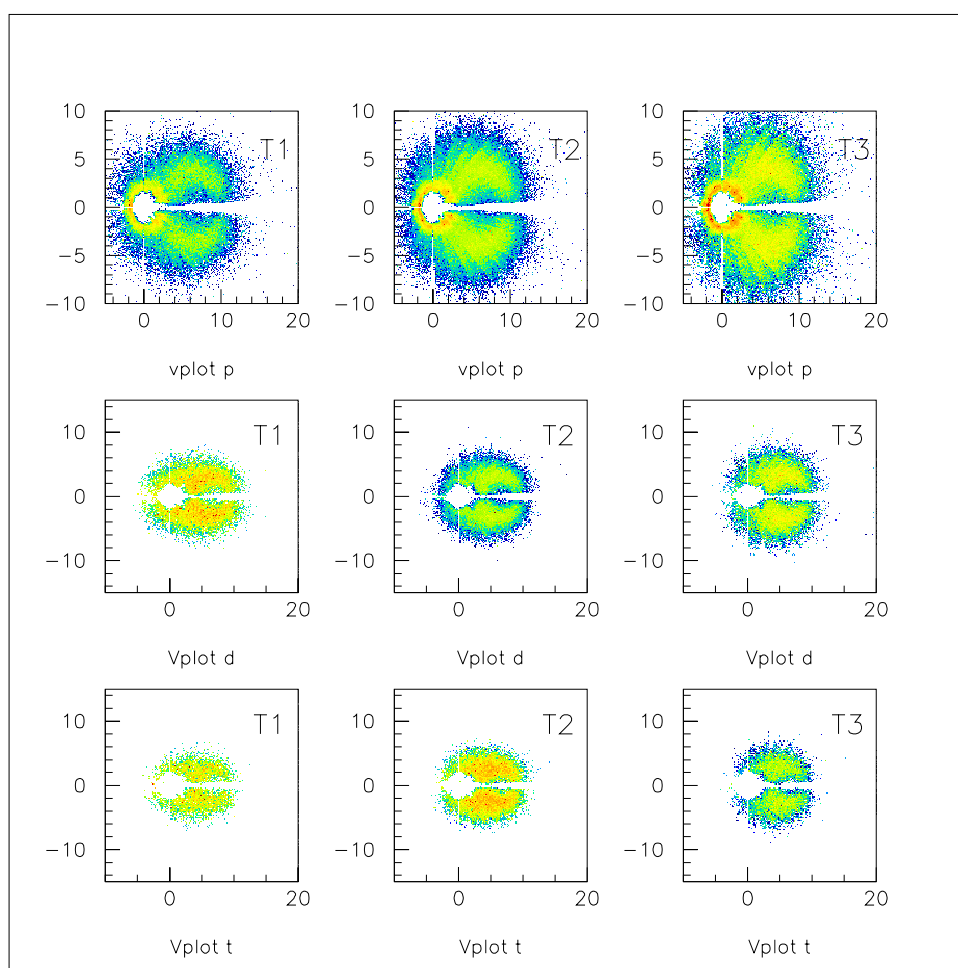 10 10 10
T1 T2 T3
5 5 5
0 0 0
−5 −5 −5
−10 −10 −10
0 10 20 0 10 20 0 10 20
vplot p vplot p vplot p
T1 T2 T3
10 10 10
0 0 0
−10 −10 −10
0 20 0 20 0 20
Vplot d Vplot d Vplot d
T1 T2 T3
10 10 10
0 0 0
−10 −10 −10
0 20 0 20 0 20
Vplot t Vplot t Vplot t